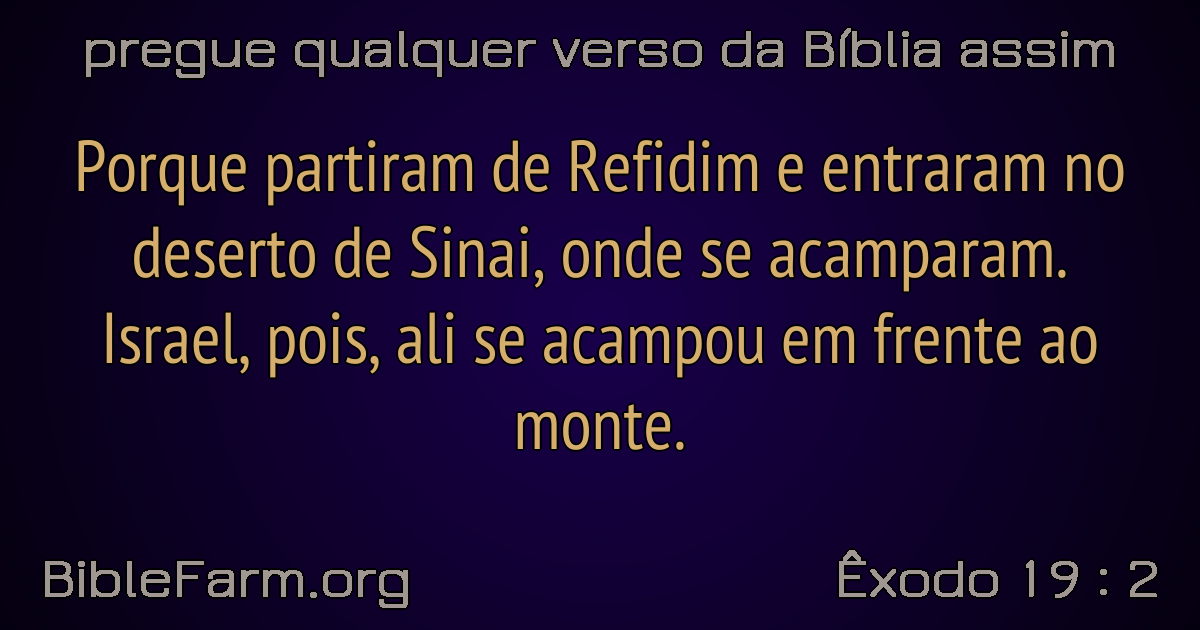 pregue qualquer verso da Bíblia assim
Porque partiram de Refidim e entraram no
deserto de Sinai, onde se acamparam.
Israel, pois, ali se acampou em frente ao
monte.
BibleFarm.org
Êxodo 19 : 2